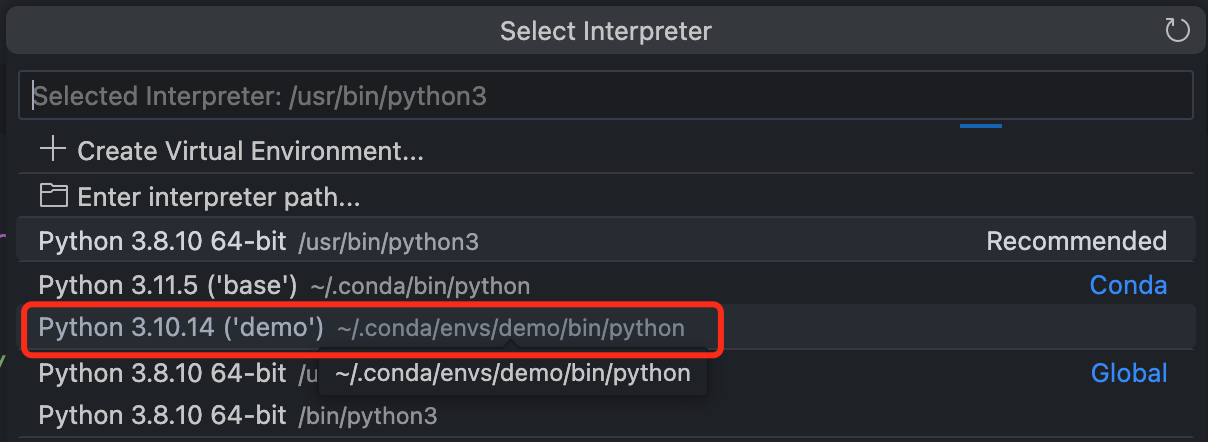 Select Interpreter
Selected Interpreter: /usr/bin/python3
Create Virtual Environment...
Enter interpreter path...
Python 3.8.10 64-bit /usr/bin/python3 Recommended
Python 3.11.5 ('base') ~/.conda/bin/python Conda
Python 3.10.14 ('demo') ~/.conda/envs/demo/bin/python
Python 3.8.10 64-bit /u ~/.conda/envs/demo/bin/python Global
Python 3.8.10 64-bit /bin/python3